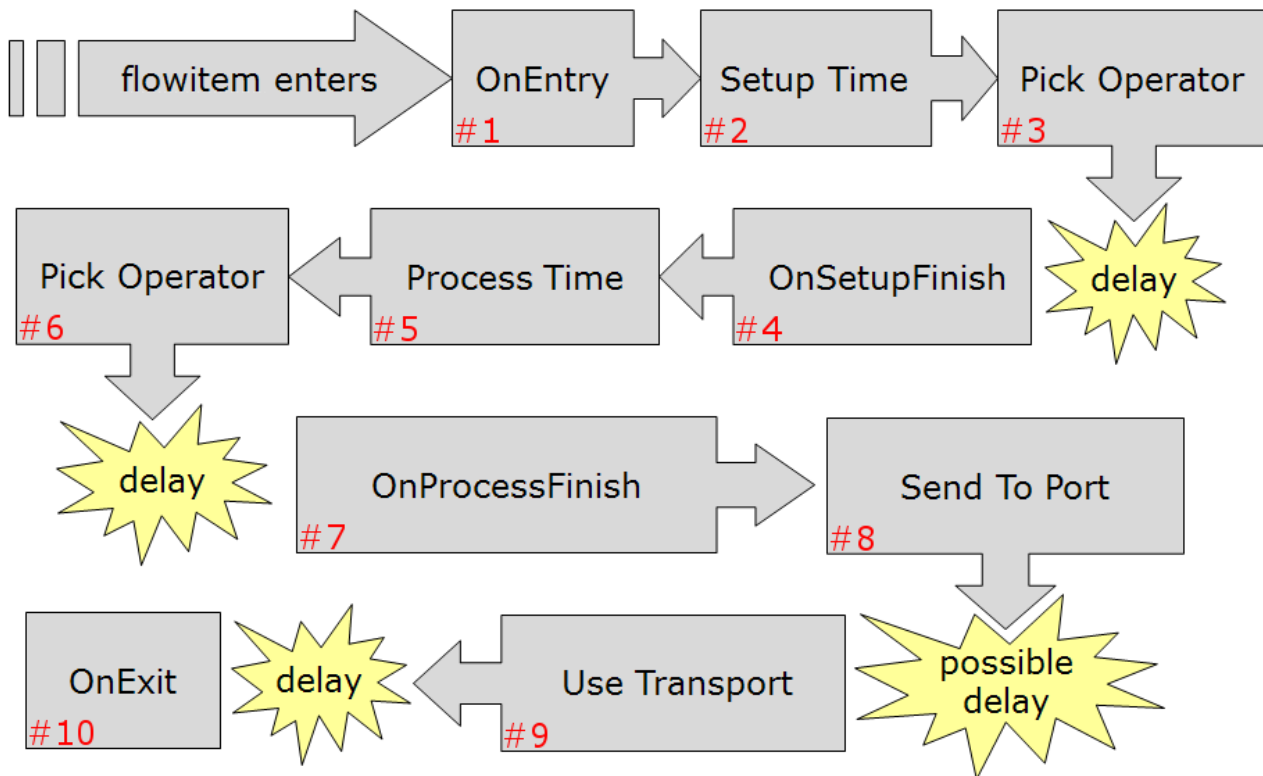 flowitem enters
OnEntry
#1
Setup Time
#2
Pick Operator
#3
delay
OnSetupFinish
#4
Process Time
#5
Pick Operator
#6
delay
OnProcessFinish
#7
Send To Port
#8
possible
delay
Use Transport
#9
delay
OnExit
#10